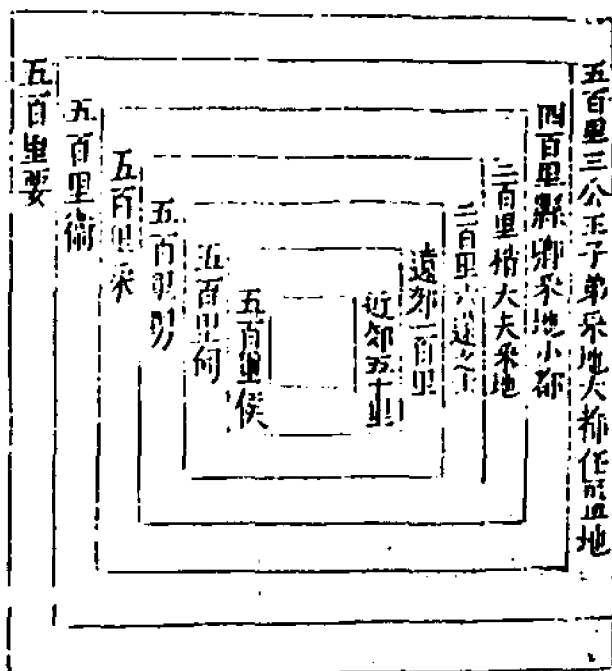 五百里三公王子弟采地大都任畺地
四百里縣鄉采地小都
三百里稍大夫采地
二百里六遂之士
遠郊一百里
近郊五十里
五百里侯
五百里甸
五百里男
五百里采
五百里衛
五百里要